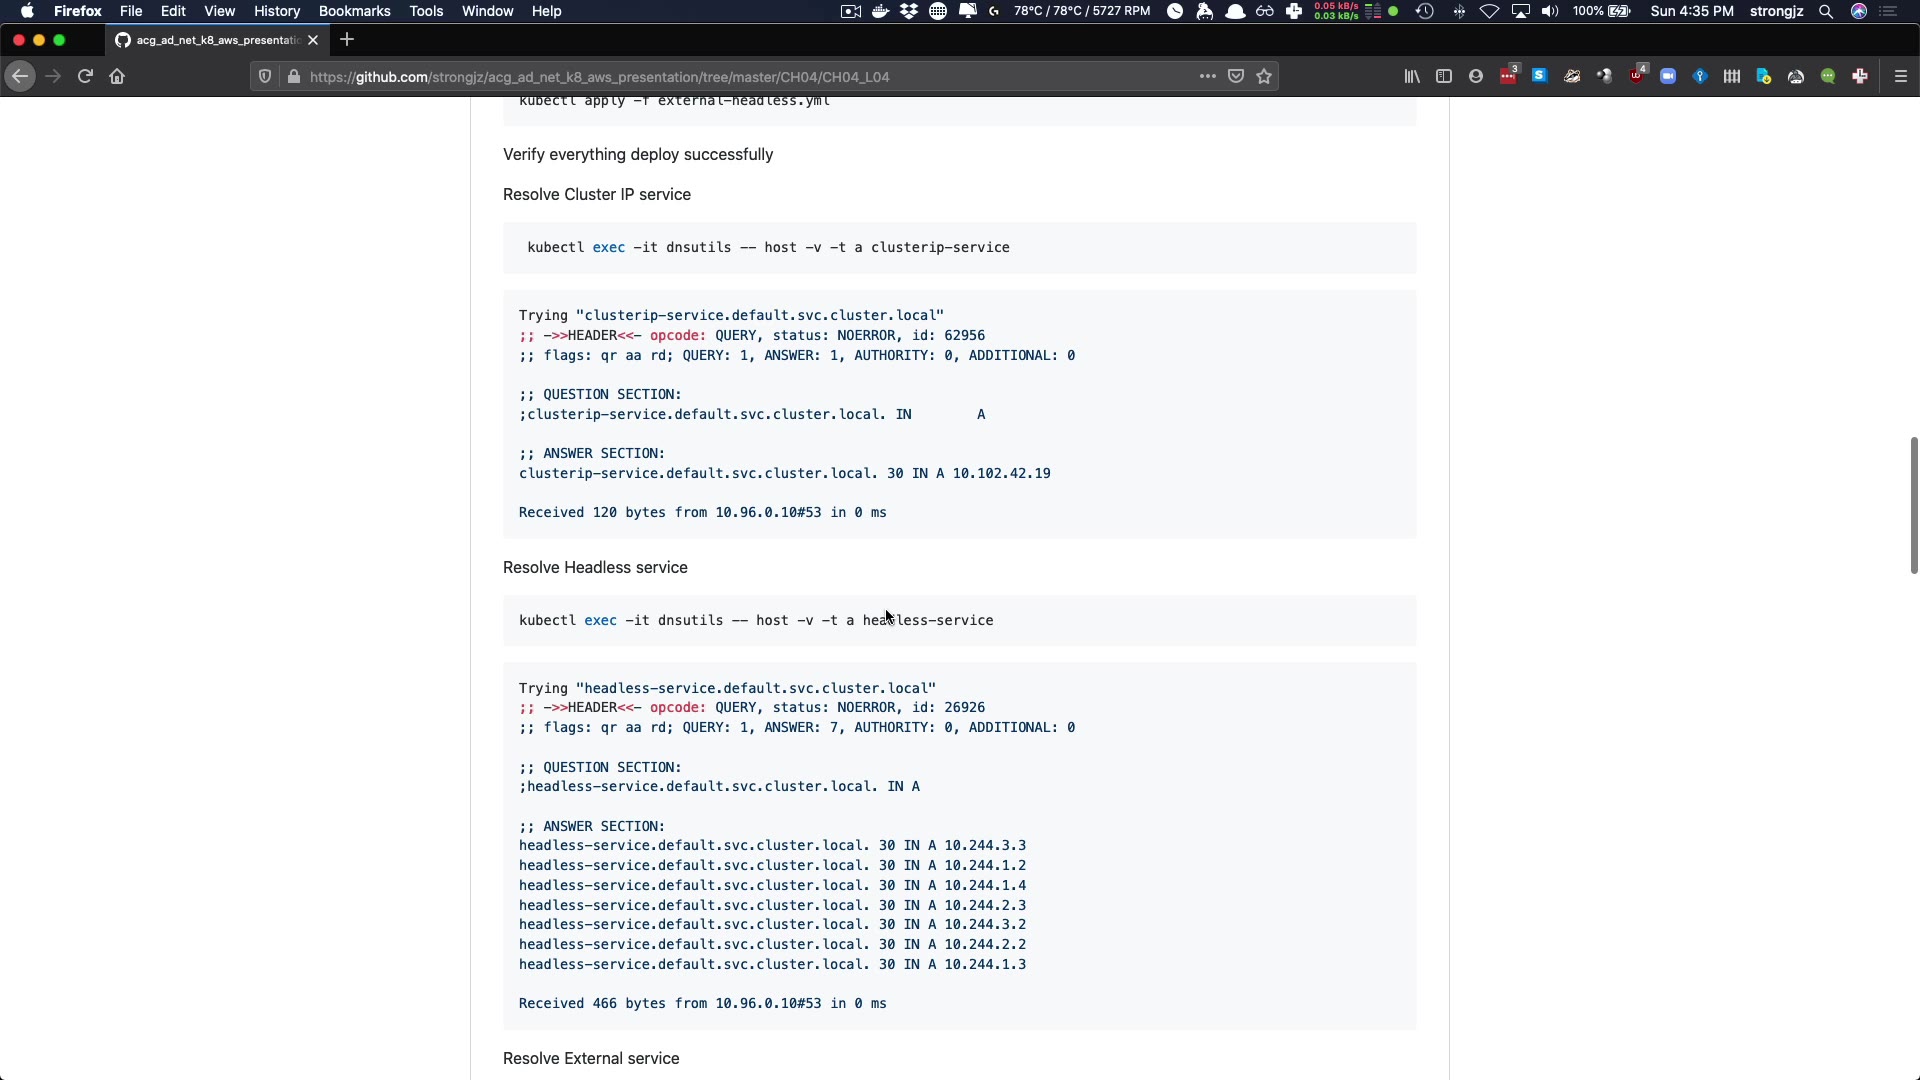 Firefox File Edit View History Bookmarks Tools Window Help 78°C / 78°C / 5727 RPM 0.05 kB/s 0.03 kB/s 100% Sun 4:35 PM strongjz
acg_ad_net_k8_aws_presentatio
https://github.com/strongjz/acg_ad_net_k8_aws_presentation/tree/master/CH04/CH04_L04 3 4
kubectl apply -f external-headless.yml
Verify everything deploy successfully
Resolve Cluster IP service
kubectl exec -it dnsutils -- host -v -t a clusterip-service
Trying "clusterip-service.default.svc.cluster.local"
;; ->>HEADER<<- opcode: QUERY, status: NOERROR, id: 62956
;; flags: qr aa rd; QUERY: 1, ANSWER: 1, AUTHORITY: 0, ADDITIONAL: 0
;; QUESTION SECTION:
;clusterip-service.default.svc.cluster.local. IN A
;; ANSWER SECTION:
clusterip-service.default.svc.cluster.local. 30 IN A 10.102.42.19
Received 120 bytes from 10.96.0.10#53 in 0 ms
Resolve Headless service
kubectl exec -it dnsutils -- host -v -t a headless-service
Trying "headless-service.default.svc.cluster.local"
;; ->>HEADER<<- opcode: QUERY, status: NOERROR, id: 26926
;; flags: qr aa rd; QUERY: 1, ANSWER: 7, AUTHORITY: 0, ADDITIONAL: 0
;; QUESTION SECTION:
;headless-service.default.svc.cluster.local. IN A
;; ANSWER SECTION:
headless-service.default.svc.cluster.local. 30 IN A 10.244.3.3
headless-service.default.svc.cluster.local. 30 IN A 10.244.1.2
headless-service.default.svc.cluster.local. 30 IN A 10.244.1.4
headless-service.default.svc.cluster.local. 30 IN A 10.244.2.3
headless-service.default.svc.cluster.local. 30 IN A 10.244.3.2
headless-service.default.svc.cluster.local. 30 IN A 10.244.2.2
headless-service.default.svc.cluster.local. 30 IN A 10.244.1.3
Received 466 bytes from 10.96.0.10#53 in 0 ms
Resolve External service